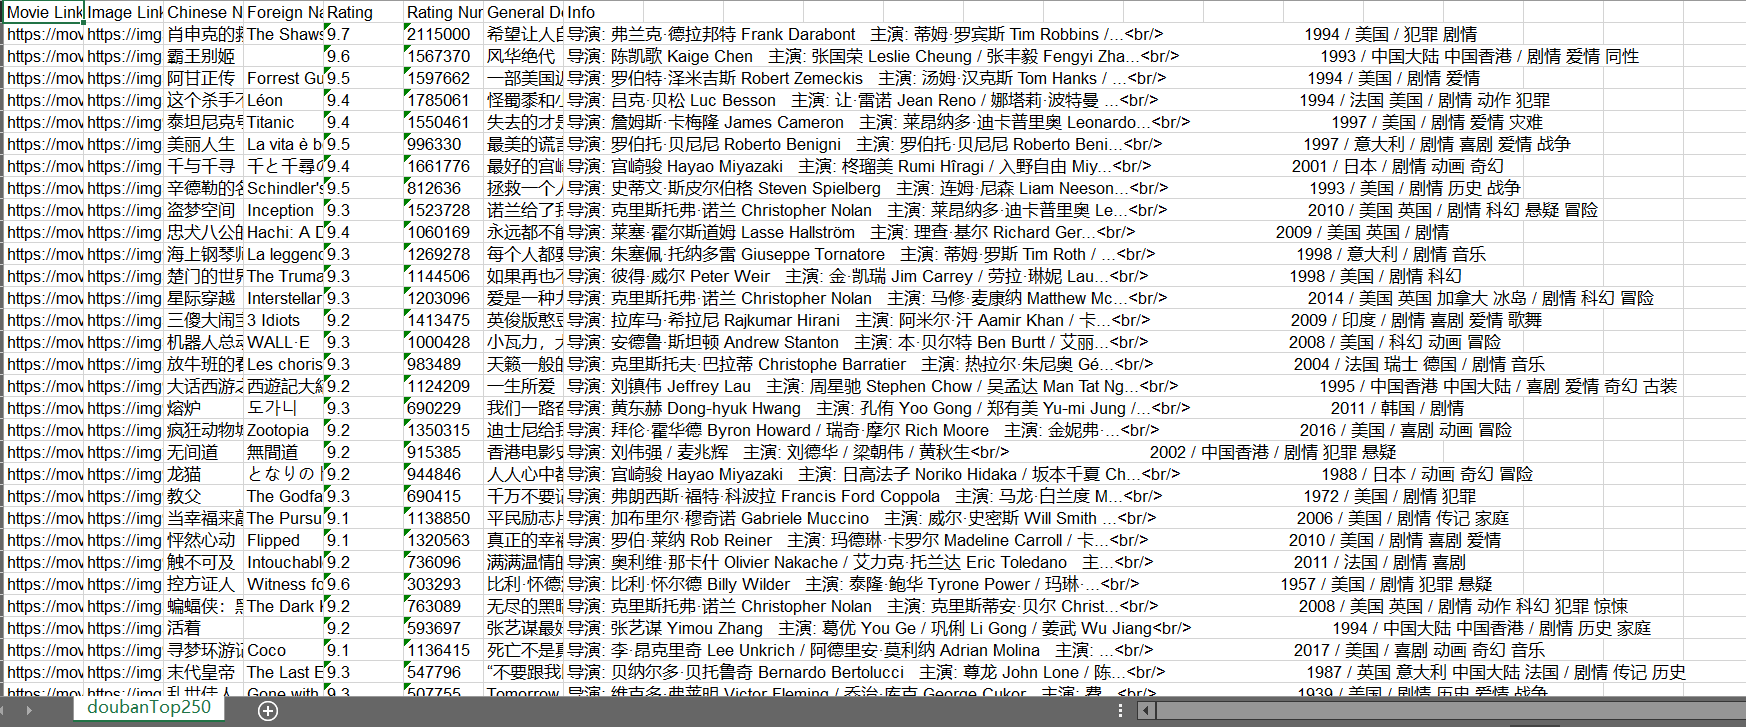 Movie Link Image Link Chinese N Foreign Na Rating Rating Nur General De Info
https://mov https://img 肖申克的救 The Shaws 9.7 2115000 希望让人自 导演: 弗兰克·德拉邦特 Frank Darabont 主演: 蒂姆·罗宾斯 Tim Robbins /...<br/> 1994 / 美国 / 犯罪 剧情
https://mov https://img 霸王别姬 9.6 1567370 风华绝代 导演: 陈凯歌 Kaige Chen 主演: 张国荣 Leslie Cheung / 张丰毅 Fengyi Zha...<br/> 1993 / 中国大陆 中国香港 / 剧情 爱情 同性
https://mov https://img 阿甘正传 Forrest Gu 9.5 1597662 一部美国近 导演: 罗伯特·泽米吉斯 Robert Zemeckis 主演: 汤姆·汉克斯 Tom Hanks / ...<br/> 1994 / 美国 / 剧情 爱情
https://mov https://img 这个杀手不 Léon 9.4 1785061 怪蜀黍和小 导演: 吕克·贝松 Luc Besson 主演: 让·雷诺 Jean Reno / 娜塔莉·波特曼 ...<br/> 1994 / 法国 美国 / 剧情 动作 犯罪
https://mov https://img 泰坦尼克号 Titanic 9.4 1550461 失去的才是 导演: 詹姆斯·卡梅隆 James Cameron 主演: 莱昂纳多·迪卡普里奥 Leonardo...<br/> 1997 / 美国 / 剧情 爱情 灾难
https://mov https://img 美丽人生 La vita è be 9.5 996330 最美的谎言 导演: 罗伯托·贝尼尼 Roberto Benigni 主演: 罗伯托·贝尼尼 Roberto Beni...<br/> 1997 / 意大利 / 剧情 喜剧 爱情 战争
https://mov https://img 千与千寻 千と千尋の 9.4 1661776 最好的宫崎 导演: 宫崎骏 Hayao Miyazaki 主演: 柊瑠美 Rumi Hîragi / 入野自由 Miy...<br/> 2001 / 日本 / 剧情 动画 奇幻
https://mov https://img 辛德勒的名 Schindler's 9.5 812636 拯救一个人 导演: 史蒂文·斯皮尔伯格 Steven Spielberg 主演: 连姆·尼森 Liam Neeson...<br/> 1993 / 美国 / 剧情 历史 战争
https://mov https://img 盗梦空间 Inception 9.3 1523728 诺兰给了我 导演: 克里斯托弗·诺兰 Christopher Nolan 主演: 莱昂纳多·迪卡普里奥 Le...<br/> 2010 / 美国 英国 / 剧情 科幻 悬疑 冒险
https://mov https://img 忠犬八公的 Hachi: A D 9.4 1060169 永远都不能 导演: 莱塞·霍尔斯道姆 Lasse Hallström 主演: 理查·基尔 Richard Ger...<br/> 2009 / 美国 英国 / 剧情
https://mov https://img 海上钢琴师 La leggenc 9.3 1269278 每个人都要 导演: 朱塞佩·托纳多雷 Giuseppe Tornatore 主演: 蒂姆·罗斯 Tim Roth / ...<br/> 1998 / 意大利 / 剧情 音乐
https://mov https://img 楚门的世界 The Truma 9.3 1144506 如果再也不 导演: 彼得·威尔 Peter Weir 主演: 金·凯瑞 Jim Carrey / 劳拉·琳妮 Lau...<br/> 1998 / 美国 / 剧情 科幻
https://mov https://img 星际穿越 Interstellar 9.3 1203096 爱是一种力 导演: 克里斯托弗·诺兰 Christopher Nolan 主演: 马修·麦康纳 Matthew Mc...<br/> 2014 / 美国 英国 加拿大 冰岛 / 剧情 科幻 冒险
https://mov https://img 三傻大闹宝 3 Idiots 9.2 1413475 英俊版憨豆 导演: 拉库马·希拉尼 Rajkumar Hirani 主演: 阿米尔·汗 Aamir Khan / 卡...<br/> 2009 / 印度 / 剧情 喜剧 爱情 歌舞
https://mov https://img 机器人总动 WALL·E 9.3 1000428 小瓦力，大 导演: 安德鲁·斯坦顿 Andrew Stanton 主演: 本·贝尔特 Ben Burtt / 艾丽...<br/> 2008 / 美国 / 科幻 动画 冒险
https://mov https://img 放牛班的春 Les choris 9.3 983489 天籁一般的 导演: 克里斯托夫·巴拉蒂 Christophe Barratier 主演: 热拉尔·朱尼奥 Gé...<br/> 2004 / 法国 瑞士 德国 / 剧情 音乐
https://mov https://img 大话西游之 西遊記大結 9.2 1124209 一生所爱 导演: 刘镇伟 Jeffrey Lau 主演: 周星驰 Stephen Chow / 吴孟达 Man Tat Ng...<br/> 1995 / 中国香港 中国大陆 / 喜剧 爱情 奇幻 古装
https://mov https://img 熔炉 도가니 9.3 690229 我们一路奋 导演: 黄东赫 Dong-hyuk Hwang 主演: 孔侑 Yoo Gong / 郑有美 Yu-mi Jung /...<br/> 2011 / 韩国 / 剧情
https://mov https://img 疯狂动物城 Zootopia 9.2 1350315 迪士尼给我 导演: 拜伦·霍华德 Byron Howard / 瑞奇·摩尔 Rich Moore 主演: 金妮弗·...<br/> 2016 / 美国 / 喜剧 动画 冒险
https://mov https://img 无间道 無間道 9.2 915385 香港电影史 导演: 刘伟强 / 麦兆辉 主演: 刘德华 / 梁朝伟 / 黄秋生<br/> 2002 / 中国香港 / 剧情 犯罪 悬疑
https://mov https://img 龙猫 となりのト 9.2 944846 人人心中都 导演: 宫崎骏 Hayao Miyazaki 主演: 日高法子 Noriko Hidaka / 坂本千夏 Ch...<br/> 1988 / 日本 / 动画 奇幻 冒险
https://mov https://img 教父 The Godfa 9.3 690415 千万不要记 导演: 弗朗西斯·福特·科波拉 Francis Ford Coppola 主演: 马龙·白兰度 M...<br/> 1972 / 美国 / 剧情 犯罪
https://mov https://img 当幸福来敲 The Pursu 9.1 1138850 平民励志片 导演: 加布里尔·穆奇诺 Gabriele Muccino 主演: 威尔·史密斯 Will Smith ...<br/> 2006 / 美国 / 剧情 传记 家庭
https://mov https://img 怦然心动 Flipped 9.1 1320563 真正的幸福 导演: 罗伯·莱纳 Rob Reiner 主演: 玛德琳·卡罗尔 Madeline Carroll / 卡...<br/> 2010 / 美国 / 剧情 喜剧 爱情
https://mov https://img 触不可及 Intouchabl 9.2 736096 满满温情的 导演: 奥利维·那卡什 Olivier Nakache / 艾力克·托兰达 Eric Toledano 主...<br/> 2011 / 法国 / 剧情 喜剧
https://mov https://img 控方证人 Witness fo 9.6 303293 比利·怀德满 导演: 比利·怀尔德 Billy Wilder 主演: 泰隆·鲍华 Tyrone Power / 玛琳·...<br/> 1957 / 美国 / 剧情 犯罪 悬疑
https://mov https://img 蝙蝠侠：黑 The Dark K 9.2 763089 无尽的黑暗 导演: 克里斯托弗·诺兰 Christopher Nolan 主演: 克里斯蒂安·贝尔 Christ...<br/> 2008 / 美国 英国 / 剧情 动作 科幻 犯罪 惊悚
https://mov https://img 活着 9.2 593697 张艺谋最好 导演: 张艺谋 Yimou Zhang 主演: 葛优 You Ge / 巩俐 Li Gong / 姜武 Wu Jiang<br/> 1994 / 中国大陆 中国香港 / 剧情 历史 家庭
https://mov https://img 寻梦环游记 Coco 9.1 1136415 死亡不是真 导演: 李·昂克里奇 Lee Unkrich / 阿德里安·莫利纳 Adrian Molina 主演: ...<br/> 2017 / 美国 / 喜剧 动画 奇幻 音乐
https://mov https://img 末代皇帝 The Last E 9.3 547796 “不要跟我 导演: 贝纳尔多·贝托鲁奇 Bernardo Bertolucci 主演: 尊龙 John Lone / 陈...<br/> 1987 / 英国 意大利 中国大陆 法国 / 剧情 传记 历史
https://mov https://img 乱世佳人 Gone with 9.3 507755 Tomorrow 导演: 维克多·弗莱明 Victor Fleming / 乔治·库克 George Cukor 主演: 费...<br/> 1939 / 美国 / 剧情 历史 爱情 战争
doubanTop250